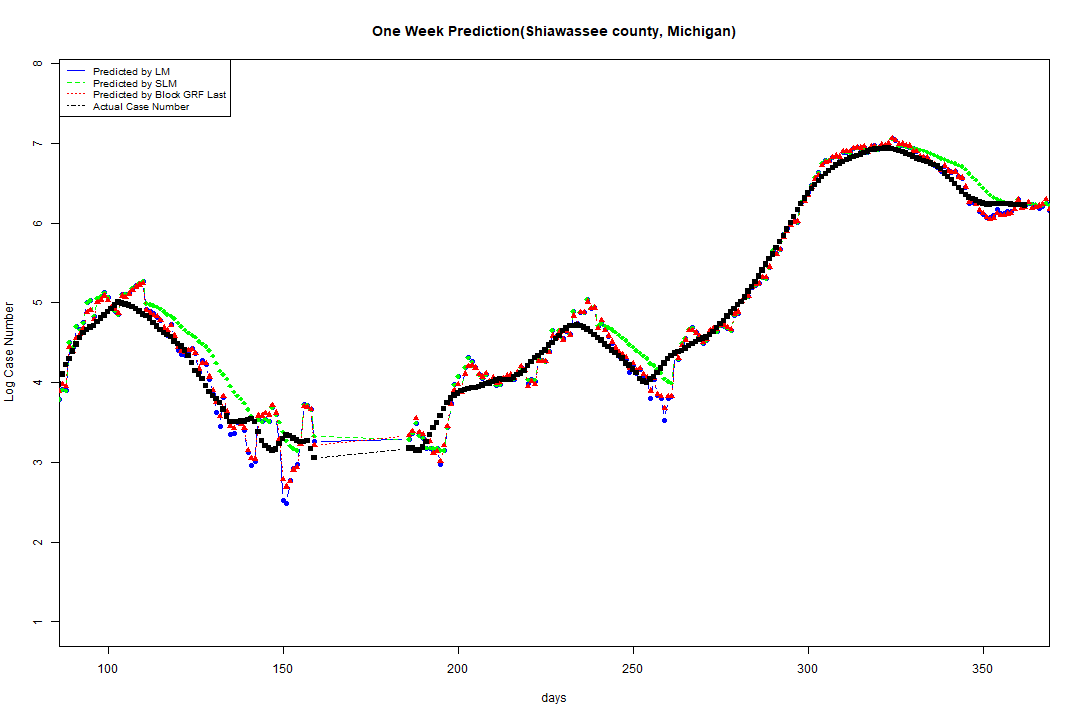 One Week Prediction(Shiawassee county, Michigan)
Predicted by LM
Predicted by SLM
Predicted by Block GRF Last
Actual Case Number
Log Case Number
8
7
6
5
4
3
2
1
100 150 200 250 300 350
days